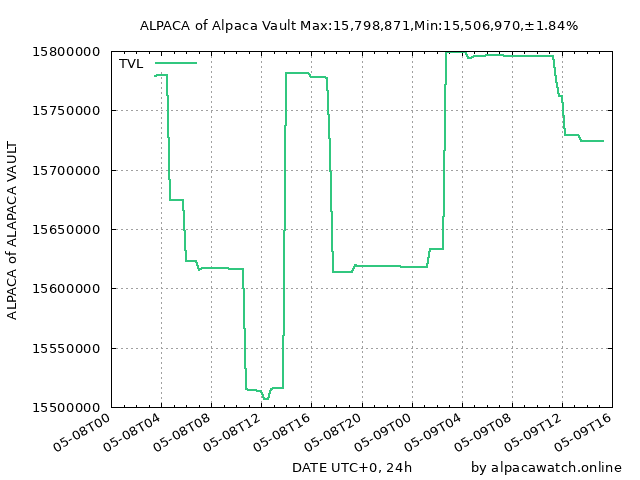 ALPACA of Alpaca Vault Max:15,798,871,Min:15,506,970,±1.84%
TVL
15800000
15750000
15700000
15650000
15600000
15550000
15500000
ALPACA of ALAPACA VAULT
05-08T00
05-08T04
05-08T08
05-08T12
05-08T16
05-08T20
05-09T00
05-09T04
05-09T08
05-09T12
05-09T16
DATE UTC+0, 24h
by alpacawatch.online